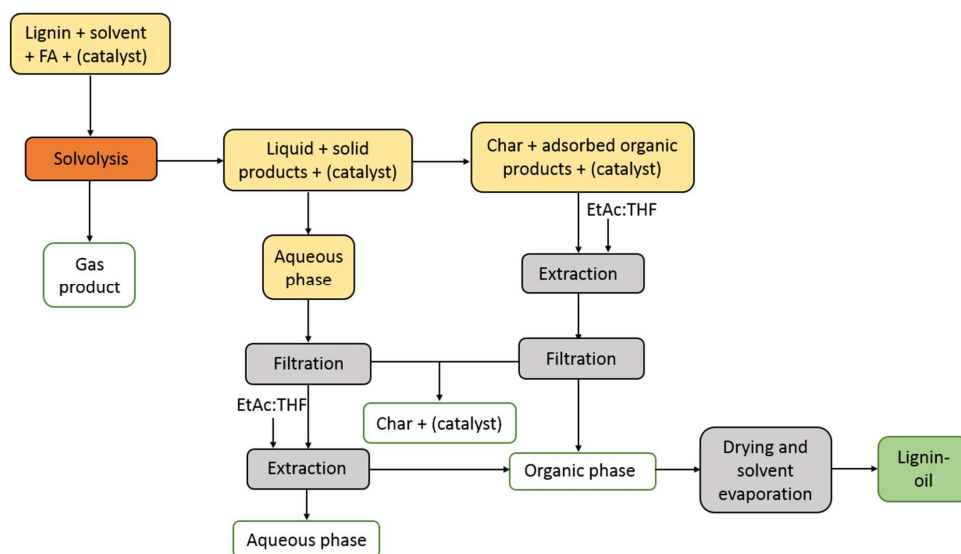 Lignin + solvent
+ FA + (catalyst)
Solvolysis
Liquid + solid
products + (catalyst)
Char + adsorbed organic
products + (catalyst)
EtAc:THF
Gas
product
Aqueous
phase
Extraction
Filtration
Filtration
EtAc:THF
Char + (catalyst)
Extraction
Organic phase
Drying and
solvent
evaporation
Lignin-
oil
Aqueous phase